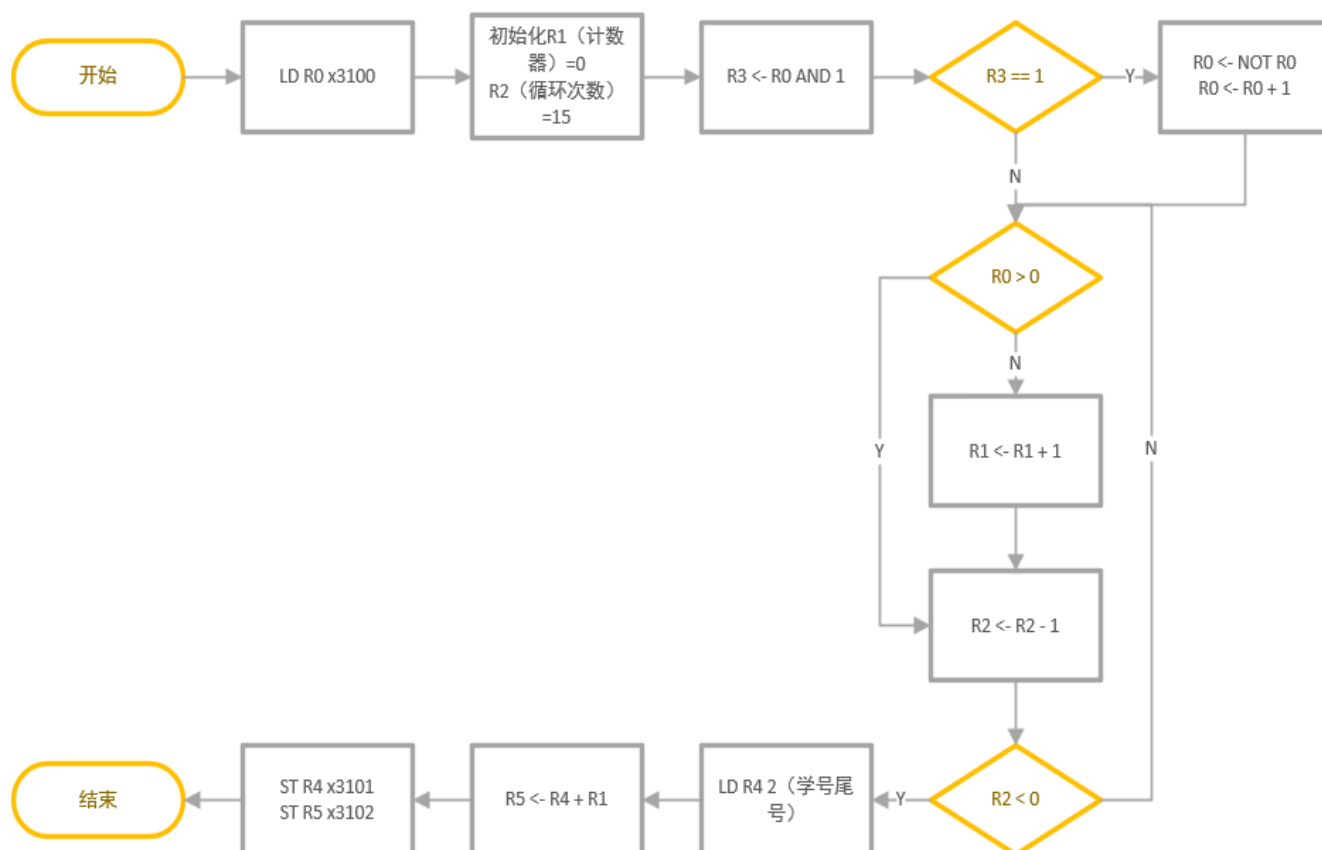 开始
LD R0 x3100
初始化R1（计数
器）=0
R2（循环次数）
=15
R3 <- R0 AND 1
R3 == 1
Y
R0 <- NOT R0
R0 <- R0 + 1
N
R0 > 0
N
Y
R1 <- R1 + 1
N
R2 <- R2 - 1
R2 < 0
Y
LD R4 2（学号尾
号）
R5 <- R4 + R1
ST R4 x3101
ST R5 x3102
结束